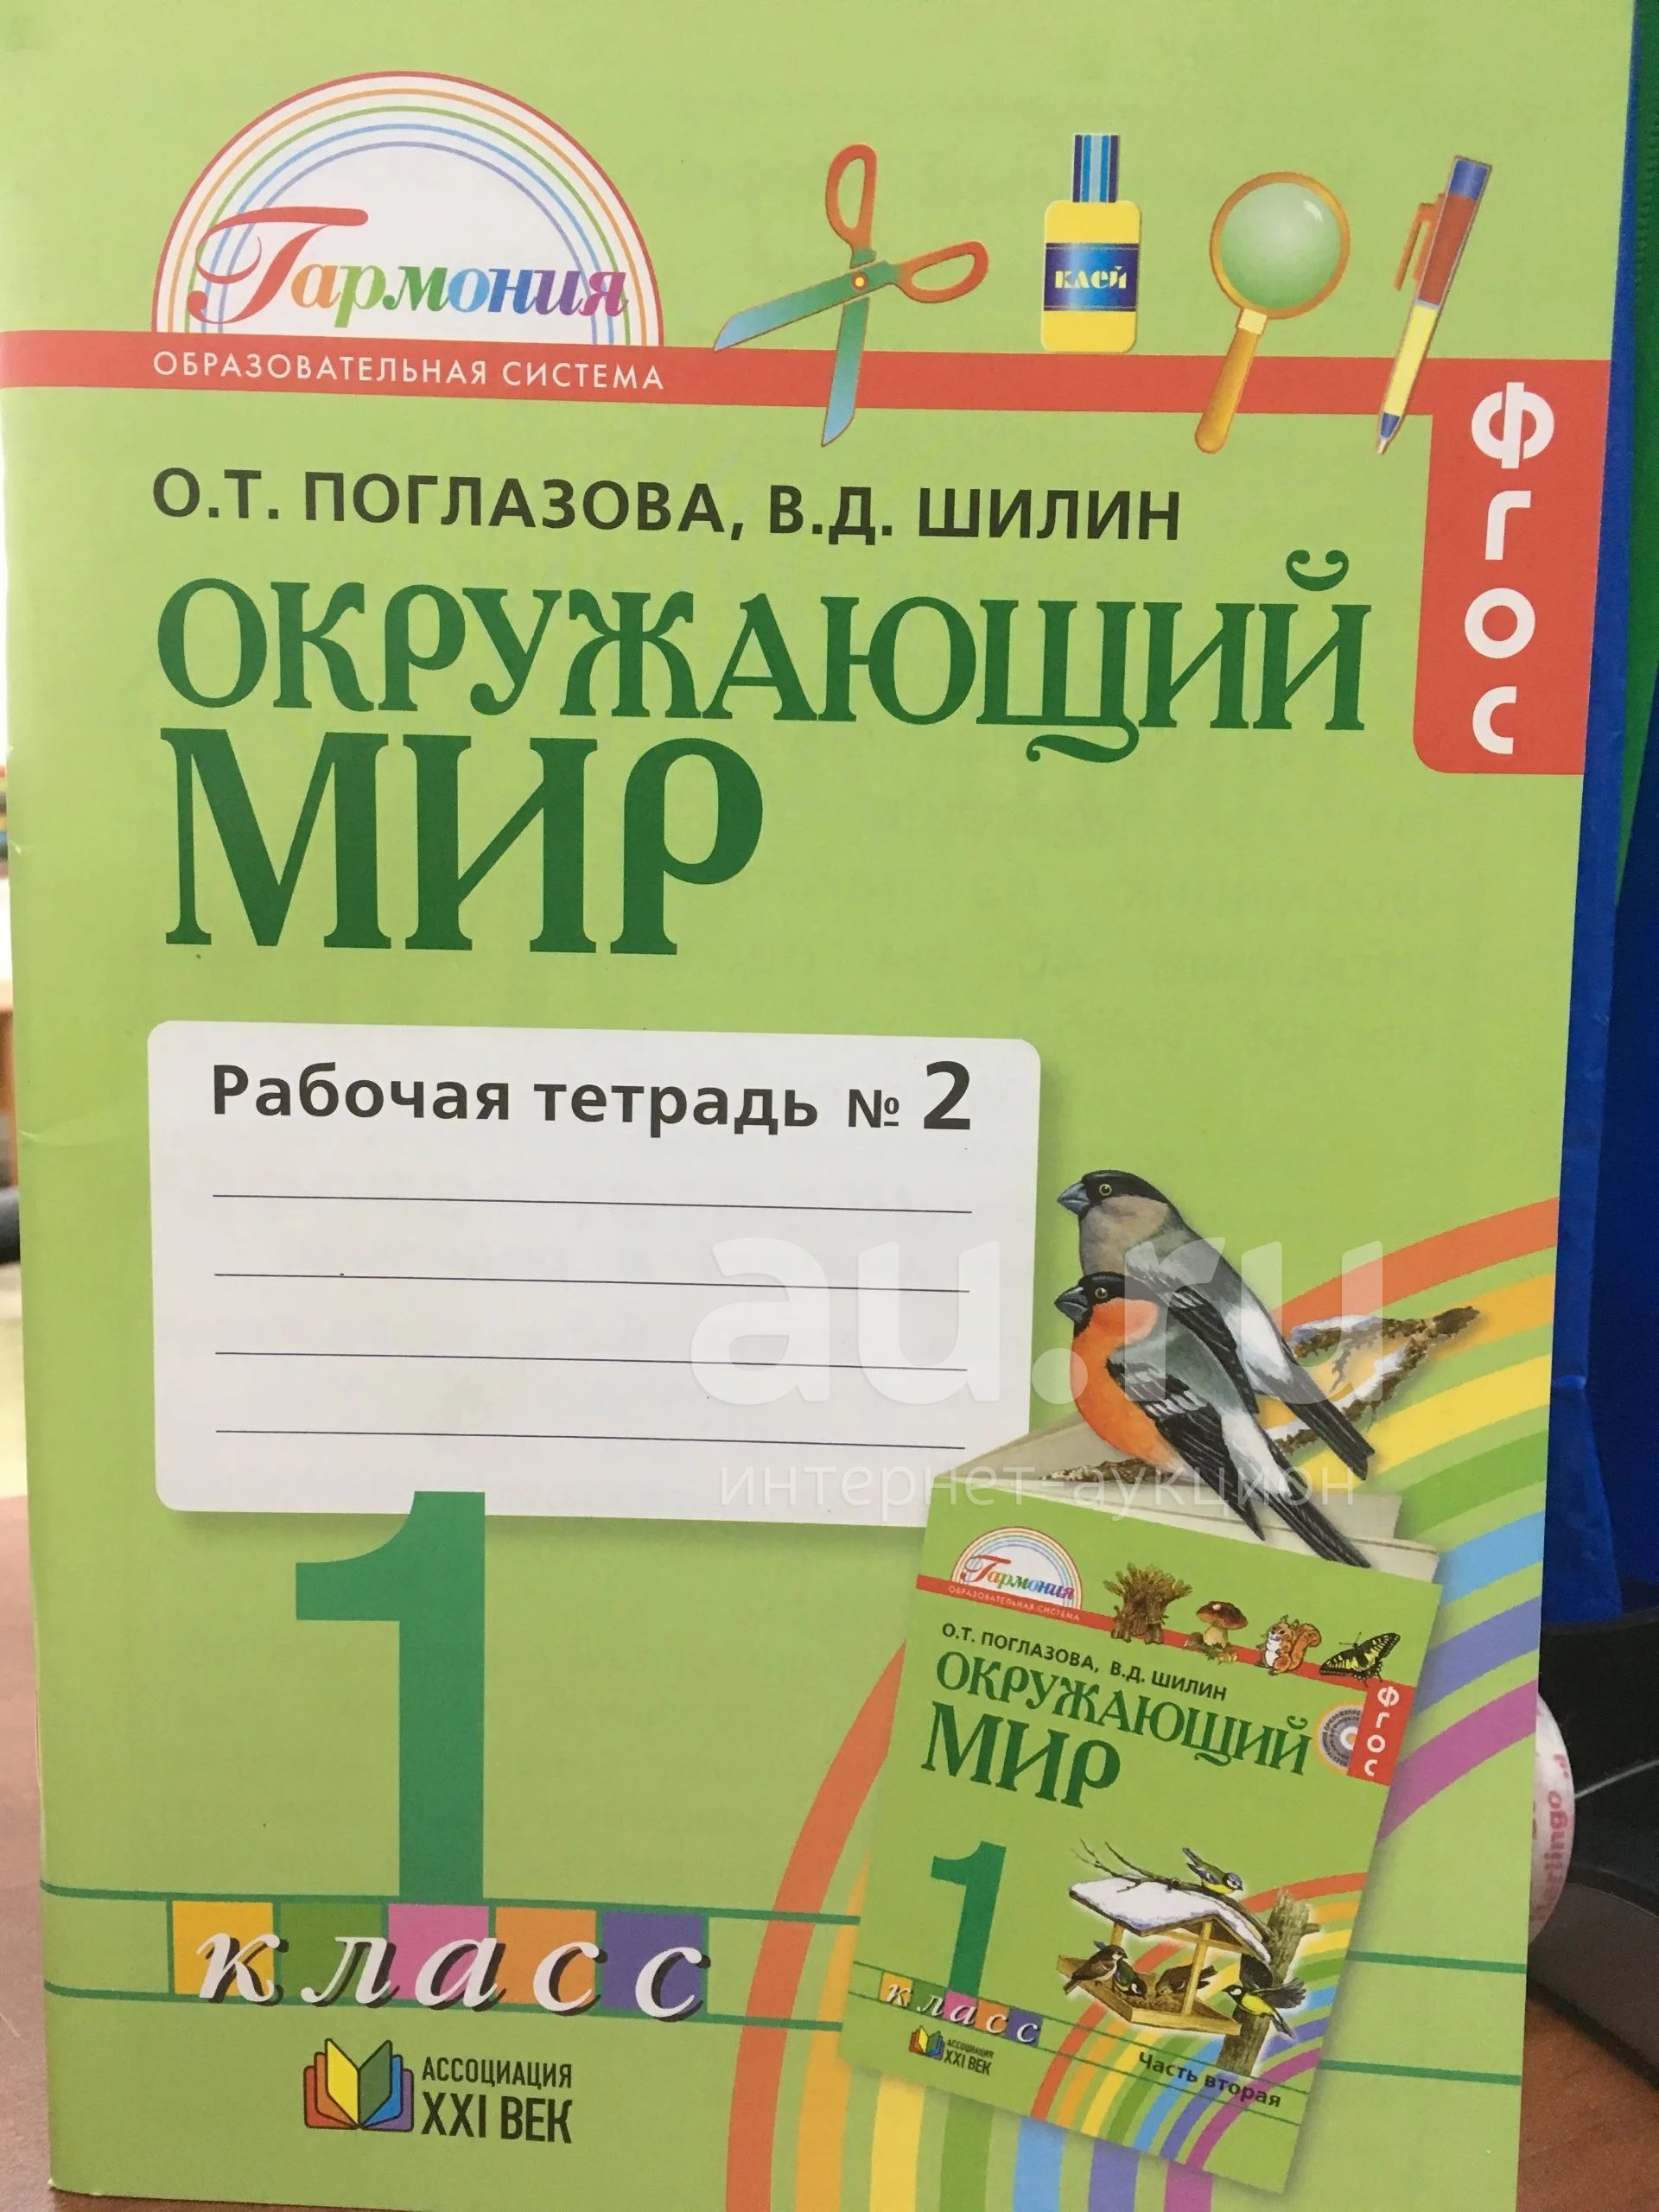 Гармония
ОБРАЗОВАТЕЛЬНАЯ СИСТЕМА
клей
ФГОС
О.Т. ПОГЛАЗОВА, В.Д. ШИЛИН
ОКРУЖАЮЩИЙ
МИР
Рабочая тетрадь № 2
au.ru
интернет-аукцион
1
класс
АССОЦИАЦИЯ
XXI ВЕК
Гармония
ОБРАЗОВАТЕЛЬНАЯ СИСТЕМА
О.Т. ПОГЛАЗОВА, В.Д. ШИЛИН
ОКРУЖАЮЩИЙ
МИР
ФГОС
1
класс
АССОЦИАЦИЯ
XXI ВЕК
Часть вторая